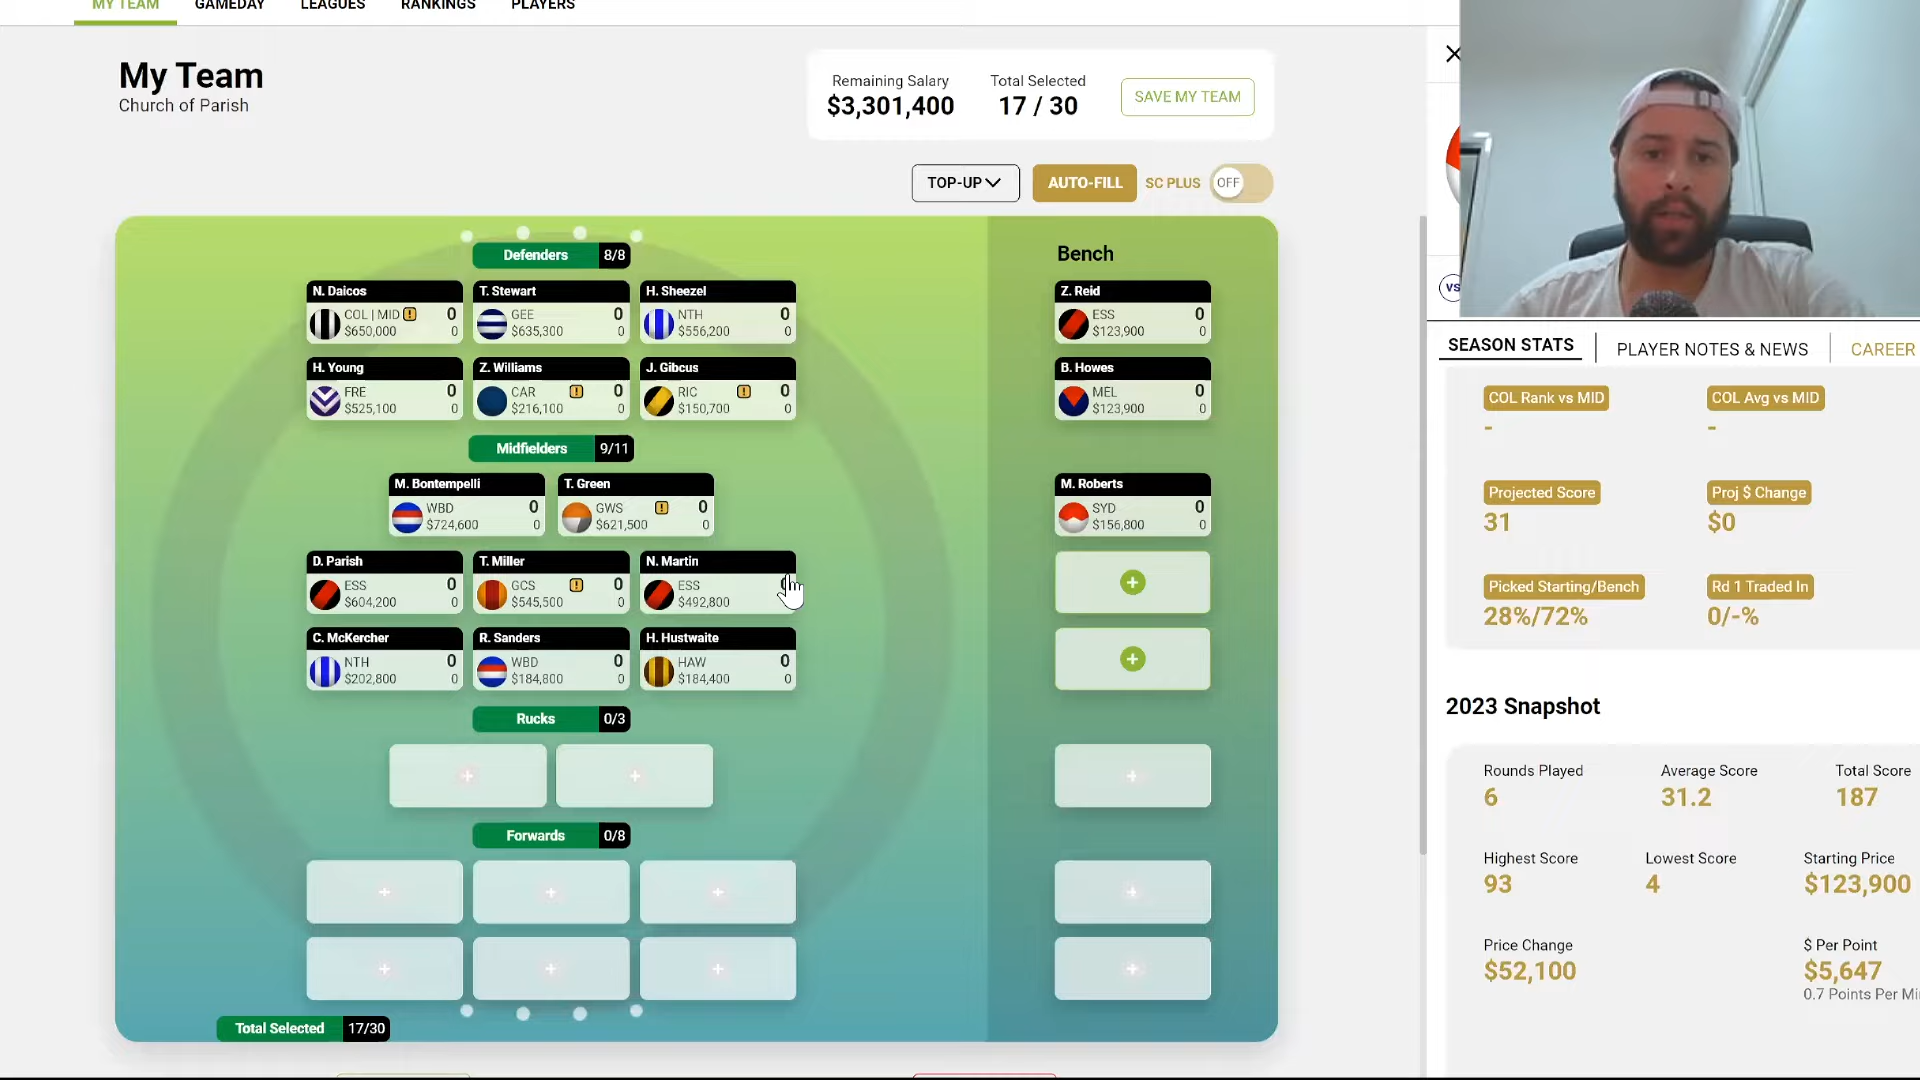 MY TEAM GAMEDAY LEAGUES RANKINGS PLAYERS
My Team
Church of Parish
Remaining Salary
$3,301,400
Total Selected
17 / 30
SAVE MY TEAM
TOP-UP
AUTO-FILL
SC PLUS
OFF
Defenders 8/8
Bench
N. Daicos
COL | MID ! 0
$650,000 0
T. Stewart
GEE 0
$635,300 0
H. Sheezel
NTH 0
$556,200 0
Z. Reid
ESS 0
$123,900 0
H. Young
FRE 0
$525,100 0
Z. Williams
CAR ! 0
$216,100 0
J. Gibcus
RIC ! 0
$150,700 0
B. Howes
MEL 0
$123,900 0
Midfielders 9/11
M. Bontempelli
WBD 0
$724,600 0
T. Green
GWS ! 0
$621,500 0
M. Roberts
SYD 0
$156,800 0
D. Parish
ESS 0
$604,200 0
T. Miller
GCS ! 0
$545,500 0
N. Martin
ESS
$492,800
C. McKercher
NTH 0
$202,800 0
R. Sanders
WBD 0
$184,800 0
H. Hustwaite
HAW 0
$184,400 0
Rucks 0/3
Forwards 0/8
Total Selected 17/30
VS
SEASON STATS
PLAYER NOTES & NEWS
CAREER
COL Rank vs MID
-
COL Avg vs MID
-
Projected Score
31
Proj $ Change
$0
Picked Starting/Bench
28%/72%
Rd 1 Traded In
0/-%
2023 Snapshot
Rounds Played
6
Average Score
31.2
Total Score
187
Highest Score
93
Lowest Score
4
Starting Price
$123,900
Price Change
$52,100
$ Per Point
$5,647
0.7 Points Per